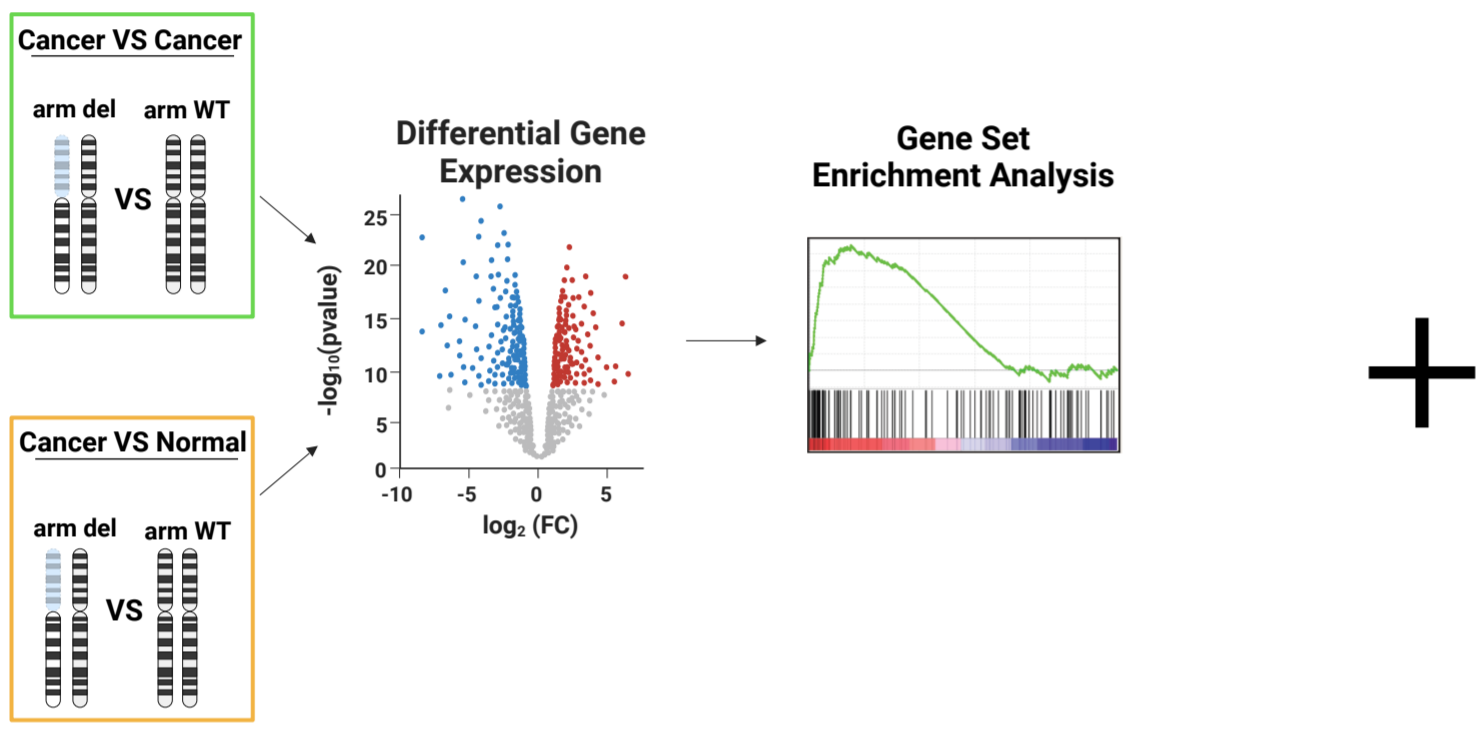 Cancer VS Cancer
arm del
arm WT
VS
Cancer VS Normal
arm del
arm WT
VS
Differential Gene
Expression
-log₁₀(pvalue)
25
20
15
10
5
0
-10
-5
0
5
log₂ (FC)
Gene Set
Enrichment Analysis